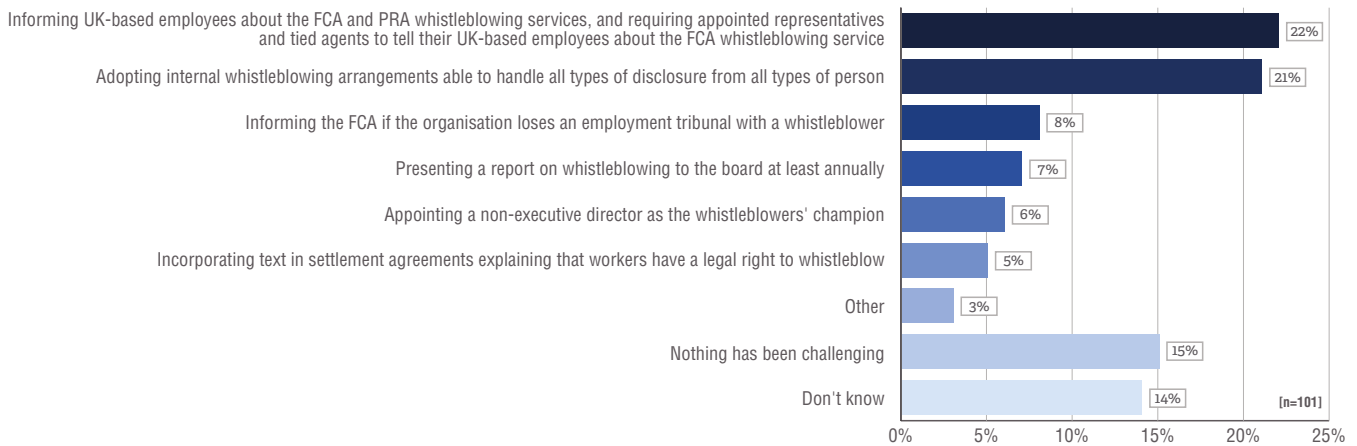 Informing UK-based employees about the FCA and PRA whistleblowing services, and requiring appointed representatives
and tied agents to tell their UK-based employees about the FCA whistleblowing service
22%
Adopting internal whistleblowing arrangements able to handle all types of disclosure from all types of person
21%
Informing the FCA if the organisation loses an employment tribunal with a whistleblower
8%
Presenting a report on whistleblowing to the board at least annually
7%
Appointing a non-executive director as the whistleblowers' champion
6%
Incorporating text in settlement agreements explaining that workers have a legal right to whistleblow
5%
Other
3%
Nothing has been challenging
15%
Don't know
14%
[n=101]
0% 5% 10% 15% 20% 25%